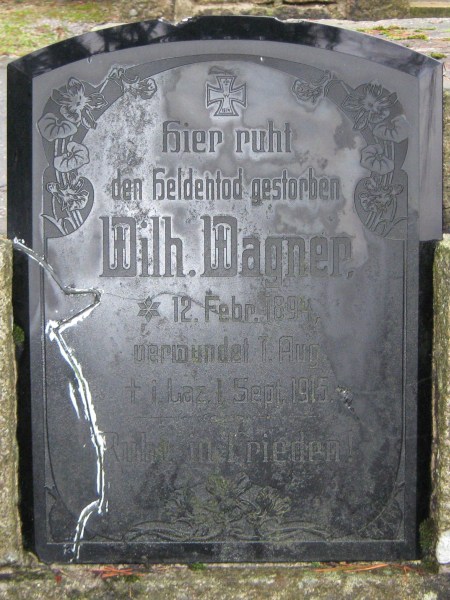 Hier ruht
den Heldentod gestorben
Wilh. Wagner,
✡ 12. Febr. 1894,
verwundet 1. Aug.
† i. Laz. 1. Sept. 1915.
Ruhe in Frieden!